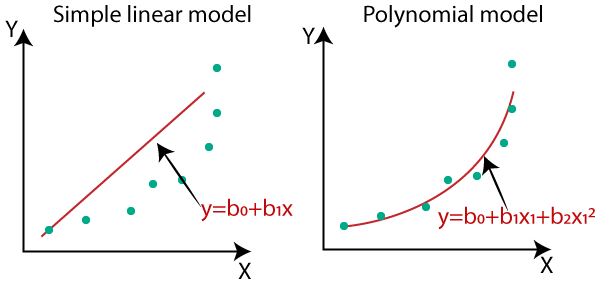 Simple linear model
Y
y=b₀+b₁x
X
Polynomial model
Y
y=b₀+b₁x₁+b₂x₁²
X